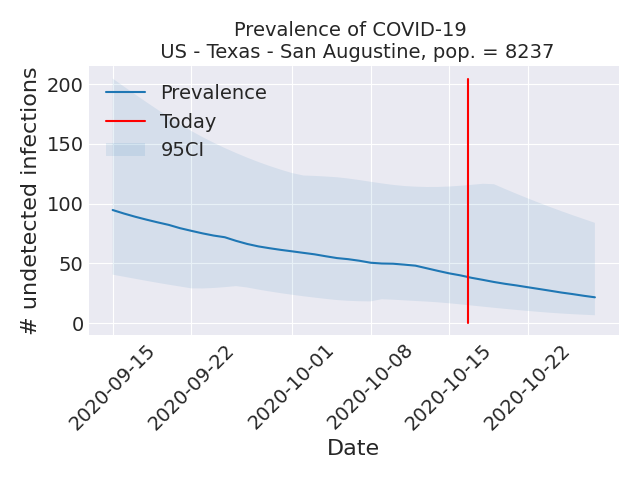 Prevalence of COVID-19
US - Texas - San Augustine, pop. = 8237
# undetected infections
200
150
100
50
0
Prevalence
Today
95CI
2020-09-15
2020-09-22
2020-10-01
2020-10-08
2020-10-15
2020-10-22
Date